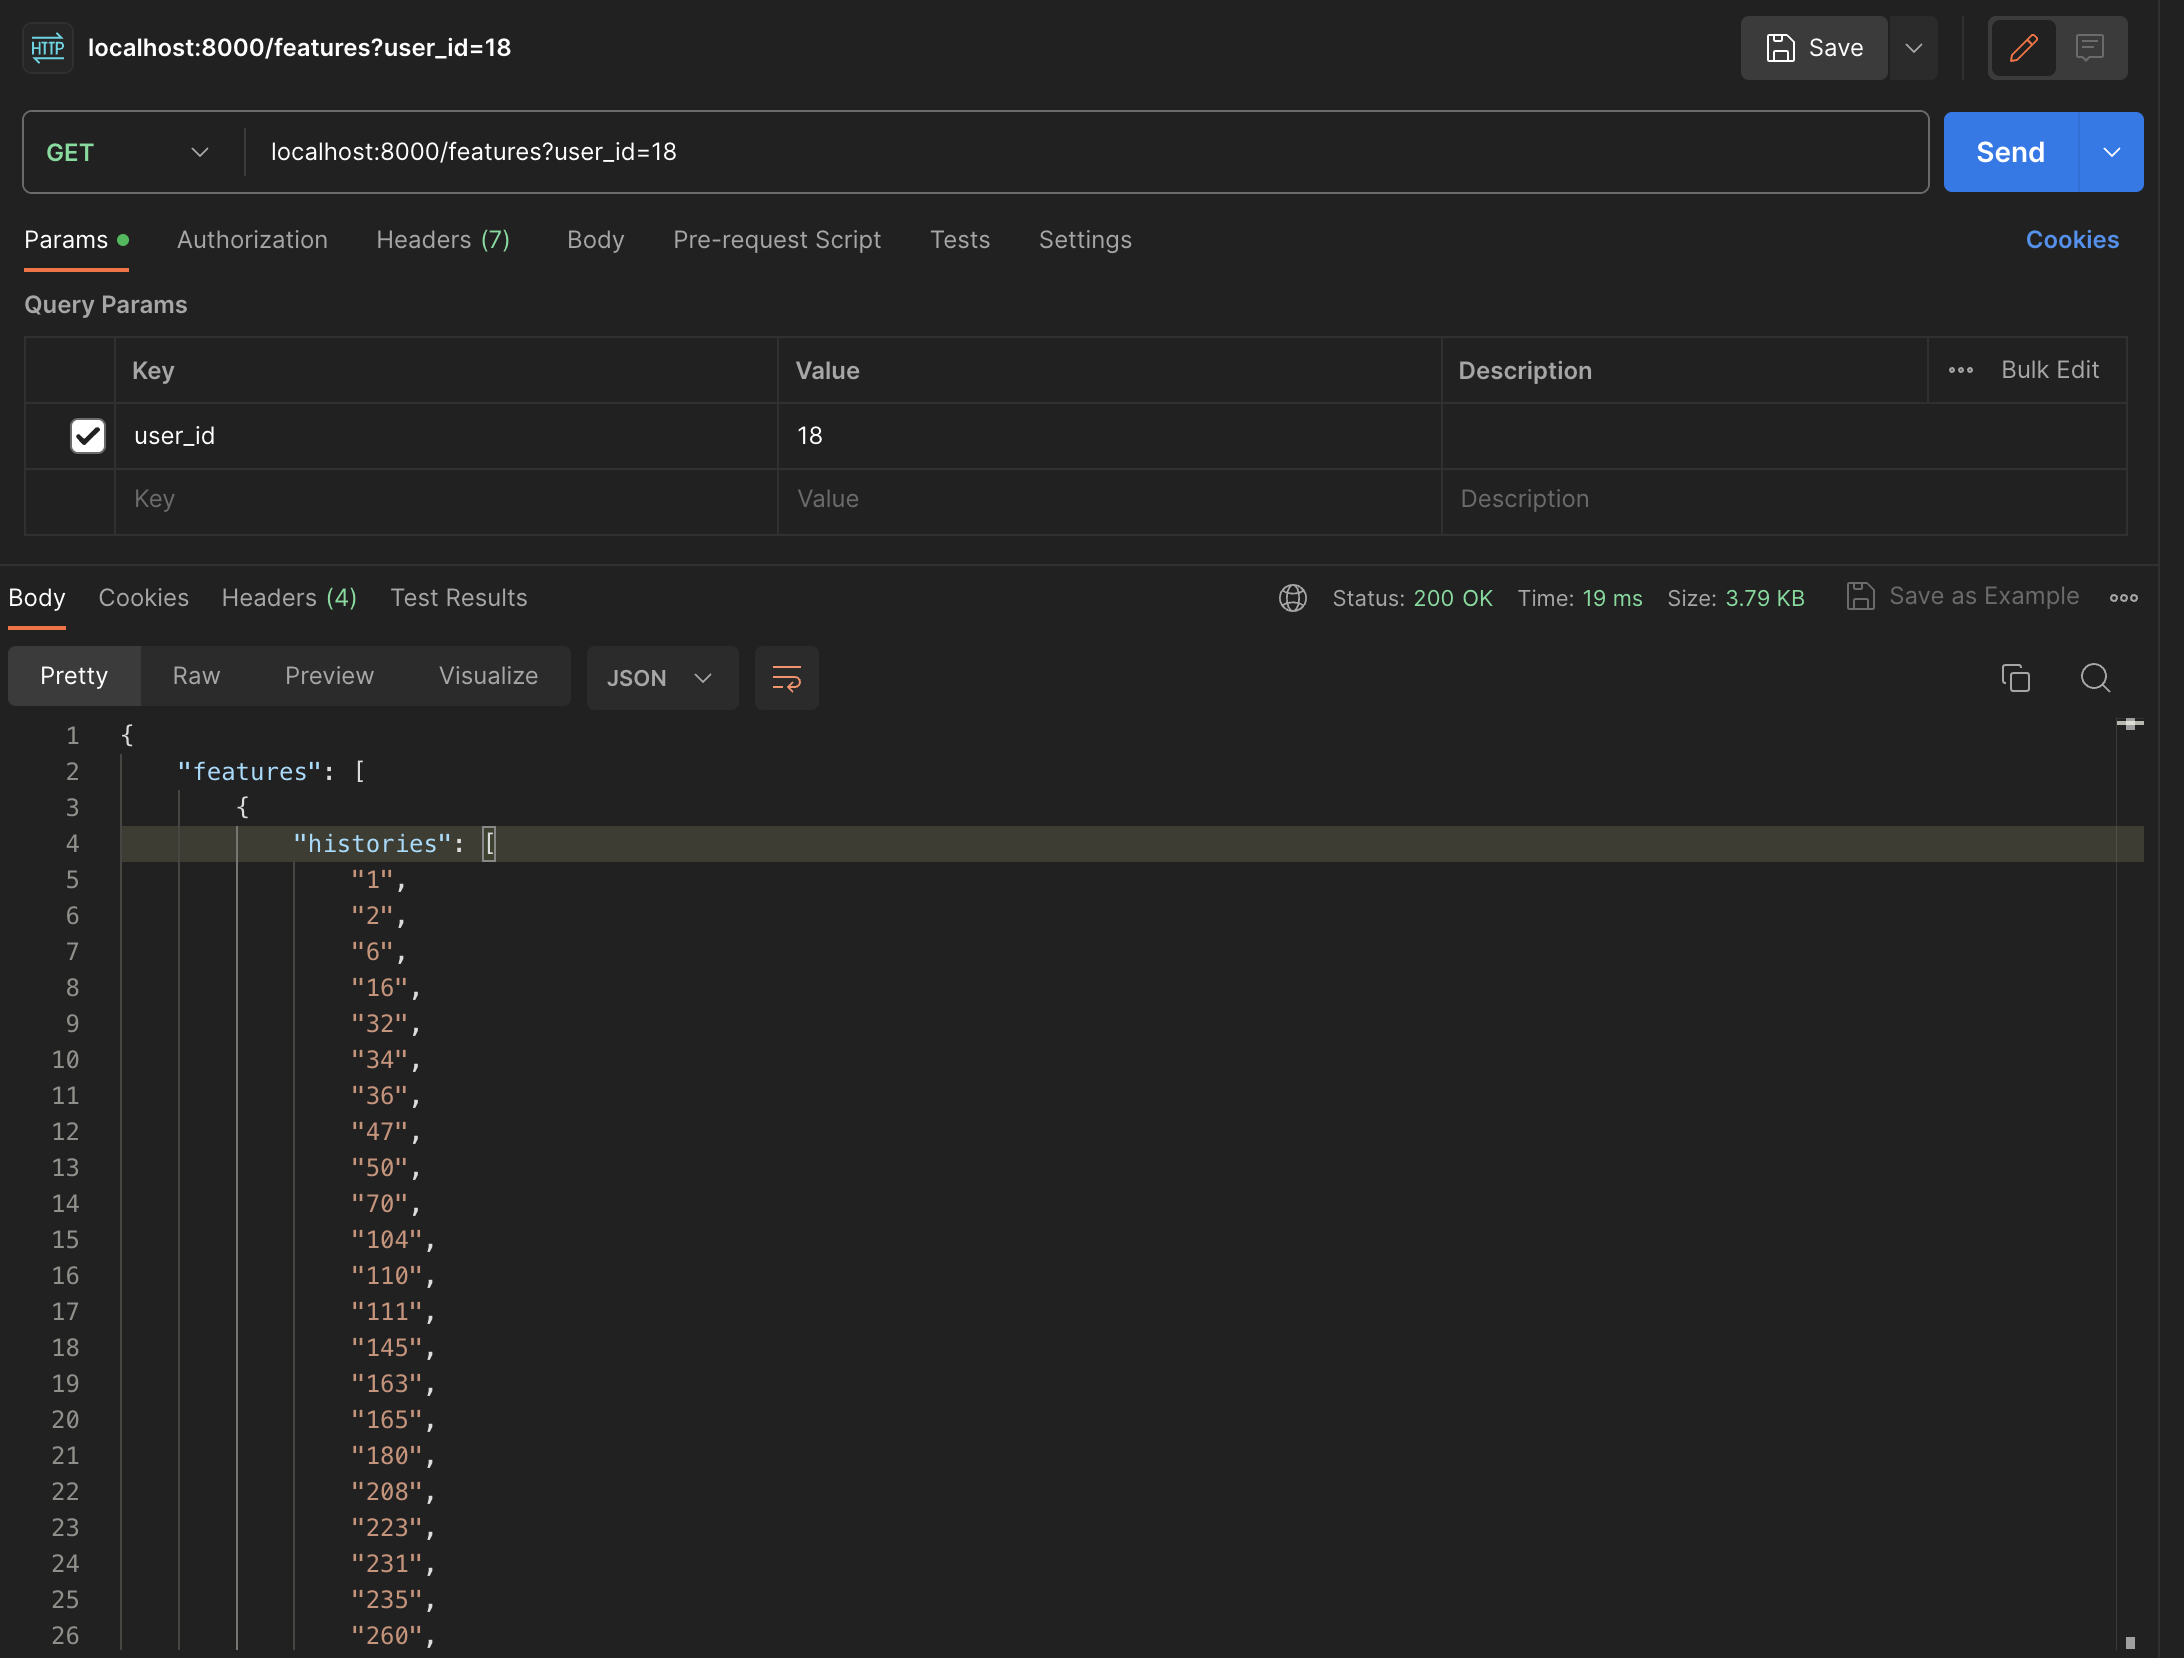 HTTP localhost:8000/features?user_id=18 Save
GET localhost:8000/features?user_id=18 Send
Params Authorization Headers (7) Body Pre-request Script Tests Settings Cookies
Query Params
Key Value Description Bulk Edit
user_id 18
Key Value Description
Body Cookies Headers (4) Test Results Status: 200 OK Time: 19 ms Size: 3.79 KB Save as Example
Pretty Raw Preview Visualize JSON
1 {
2 "features": [
3 {
4 "histories": [
5 "1",
6 "2",
7 "6",
8 "16",
9 "32",
10 "34",
11 "36",
12 "47",
13 "50",
14 "70",
15 "104",
16 "110",
17 "111",
18 "145",
19 "163",
20 "165",
21 "180",
22 "208",
23 "223",
24 "231",
25 "235",
26 "260",